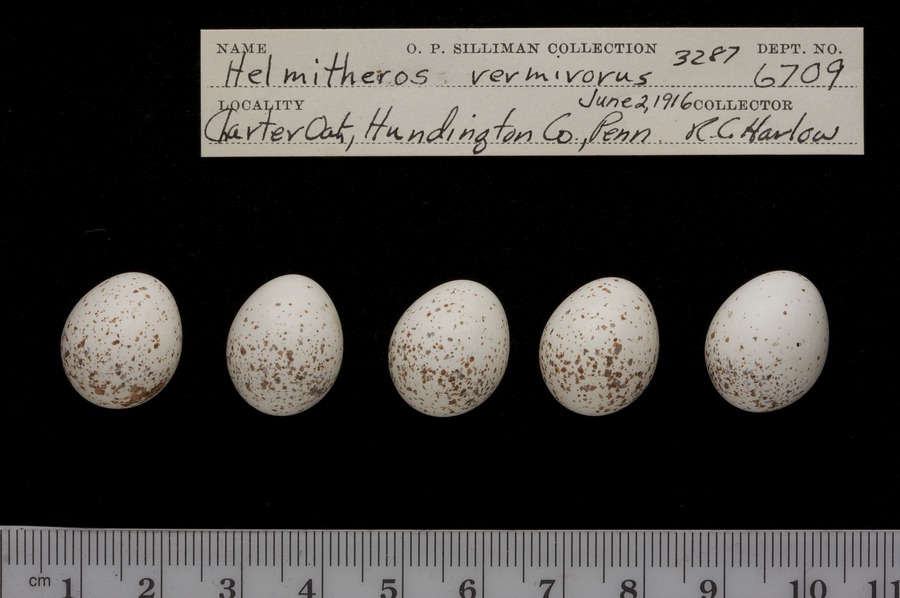 NAME O. P. SILLIMAN COLLECTION 3287 DEPT. NO.
Helmitheros vermivorus 6709
LOCALITY June 2, 1916 COLLECTOR
Charter Oak, Hundington Co., Penn. R.C. Harlow
cm 1 2 3 4 5 6 7 8 9 10 11